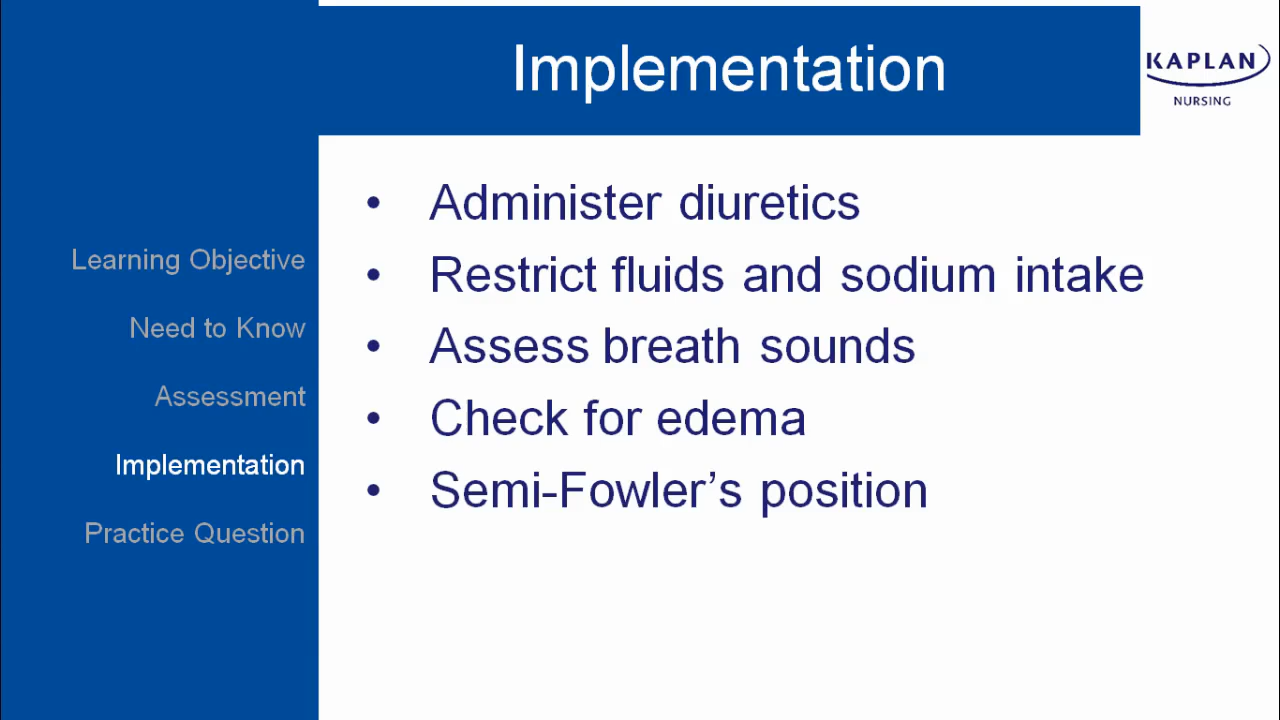 Implementation
KAPLAN
NURSING
Learning Objective
Need to Know
Assessment
Implementation
Practice Question
• Administer diuretics
• Restrict fluids and sodium intake
• Assess breath sounds
• Check for edema
• Semi-Fowler’s position